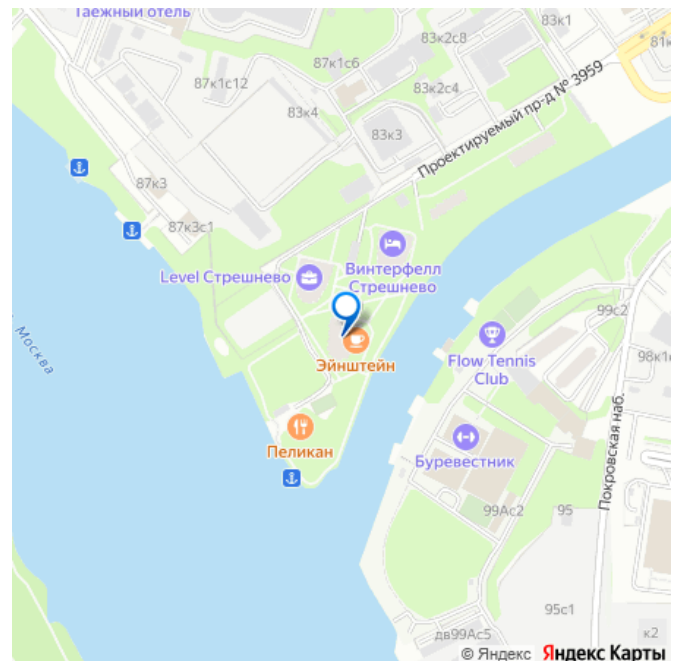 Таежный отель
83к1
83к2с8
81к
87к1с6
87к1с12
83к2с4
83к4
Проектируемый пр-д № 3959
83к3
87к3
87к3с1
Level Стрешнево
Винтерфелл
Стрешнево
99с2
Москва
Эйнштейн
Flow Tennis
Club
98к1
Пеликан
Буревестник
Покровская наб.
99Ас2
95
95с1
дв99Ас5
к2
© Яндекс Яндекс Карты